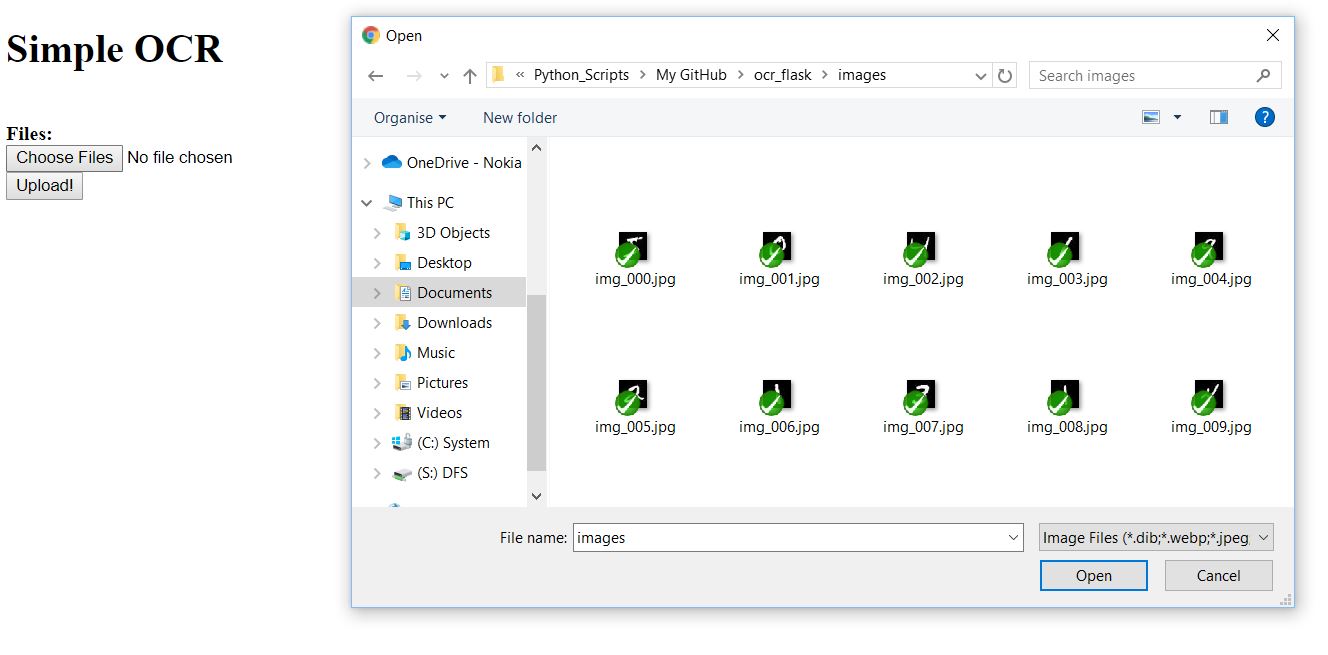 Simple OCR
Files:
Choose Files No file chosen
Upload!
Open
« Python_Scripts > My GitHub > ocr_flask > images
Search images
Organise
New folder
OneDrive - Nokia
This PC
3D Objects
Desktop
Documents
Downloads
Music
Pictures
Videos
(C:) System
(S:) DFS
img_000.jpg img_001.jpg img_002.jpg img_003.jpg img_004.jpg
img_005.jpg img_006.jpg img_007.jpg img_008.jpg img_009.jpg
File name: images
Image Files (*.dib;*.webp;*.jpeg;
Open Cancel